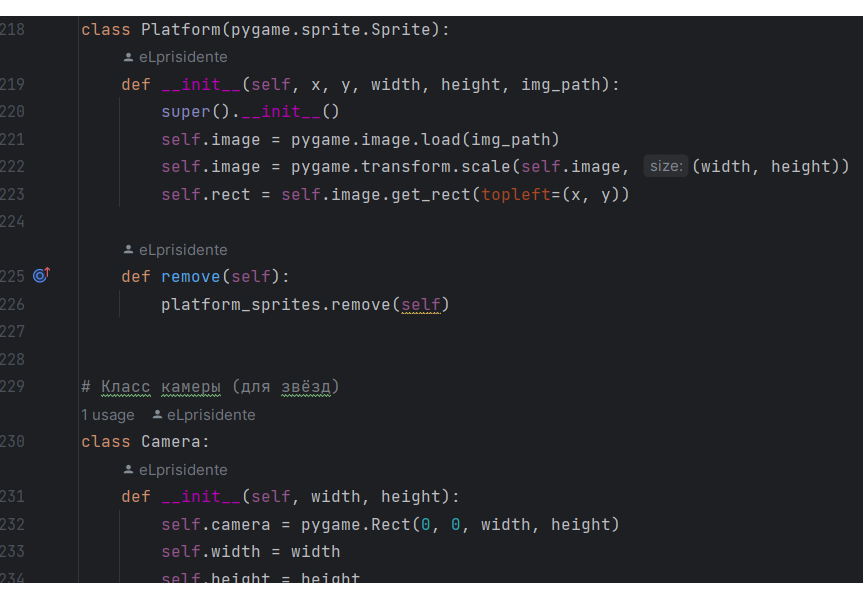 218 class Platform(pygame.sprite.Sprite):
eLprisidente
219 def __init__(self, x, y, width, height, img_path):
220 super().__init__()
221 self.image = pygame.image.load(img_path)
222 self.image = pygame.transform.scale(self.image, size: (width, height))
223 self.rect = self.image.get_rect(topleft=(x, y))
224
eLprisidente
225 def remove(self):
226 platform_sprites.remove(self)
227
228
229 # Класс камеры (для звёзд)
1 usage eLprisidente
230 class Camera:
eLprisidente
231 def __init__(self, width, height):
232 self.camera = pygame.Rect(0, 0, width, height)
233 self.width = width
234 self.height = height